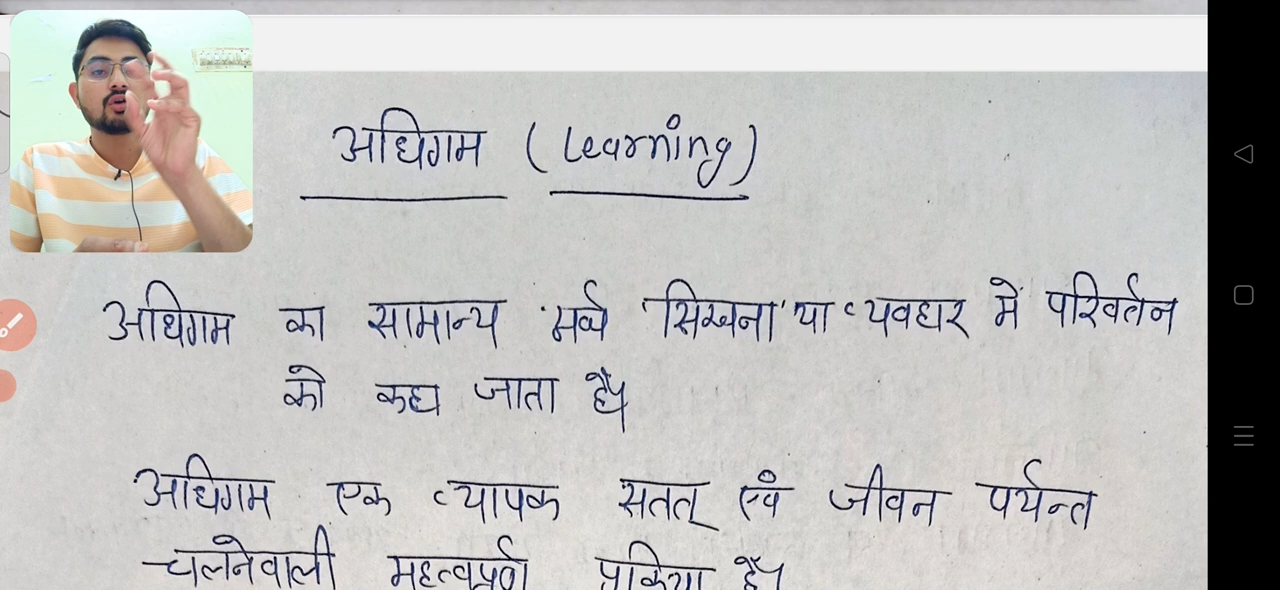 अधिगम (Learning)
अधिगम का सामान्य अर्थ 'सिखना' या व्यवहार में परिवर्तन
को कहा जाता है।
अधिगम एक व्यापक सतत् एवं जीवन पर्यन्त
चलनेवाली महत्वपूर्ण प्रक्रिया है।